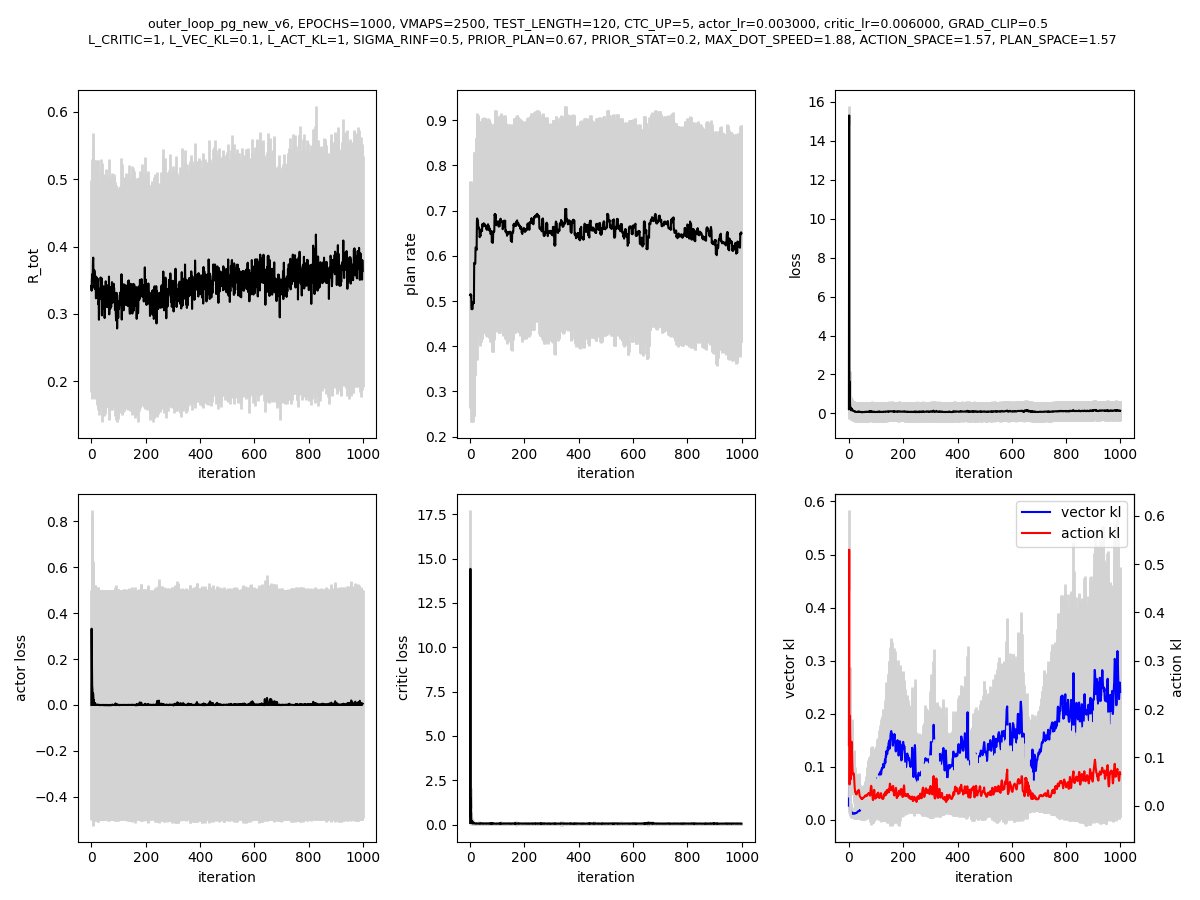 outer_loop_pg_new_v6, EPOCHS=1000, VMAPS=2500, TEST_LENGTH=120, CTC_UP=5, actor_lr=0.003000, critic_lr=0.006000, GRAD_CLIP=0.5
L_CRITIC=1, L_VEC_KL=0.1, L_ACT_KL=1, SIGMA_RINF=0.5, PRIOR_PLAN=0.67, PRIOR_STAT=0.2, MAX_DOT_SPEED=1.88, ACTION_SPACE=1.57, PLAN_SPACE=1.57
R_tot
0.6
0.5
0.4
0.3
0.2
0 200 400 600 800 1000
iteration
plan rate
0.9
0.8
0.7
0.6
0.5
0.4
0.3
0.2
0 200 400 600 800 1000
iteration
loss
16
14
12
10
8
6
4
2
0
0 200 400 600 800 1000
iteration
actor loss
0.8
0.6
0.4
0.2
0.0
−0.2
−0.4
0 200 400 600 800 1000
iteration
critic loss
17.5
15.0
12.5
10.0
7.5
5.0
2.5
0.0
0 200 400 600 800 1000
iteration
vector kl
0.6
0.5
0.4
0.3
0.2
0.1
0.0
vector kl
action kl
0 200 400 600 800 1000
iteration
0.6
0.5
0.4
0.3
0.2
0.1
0.0
action kl